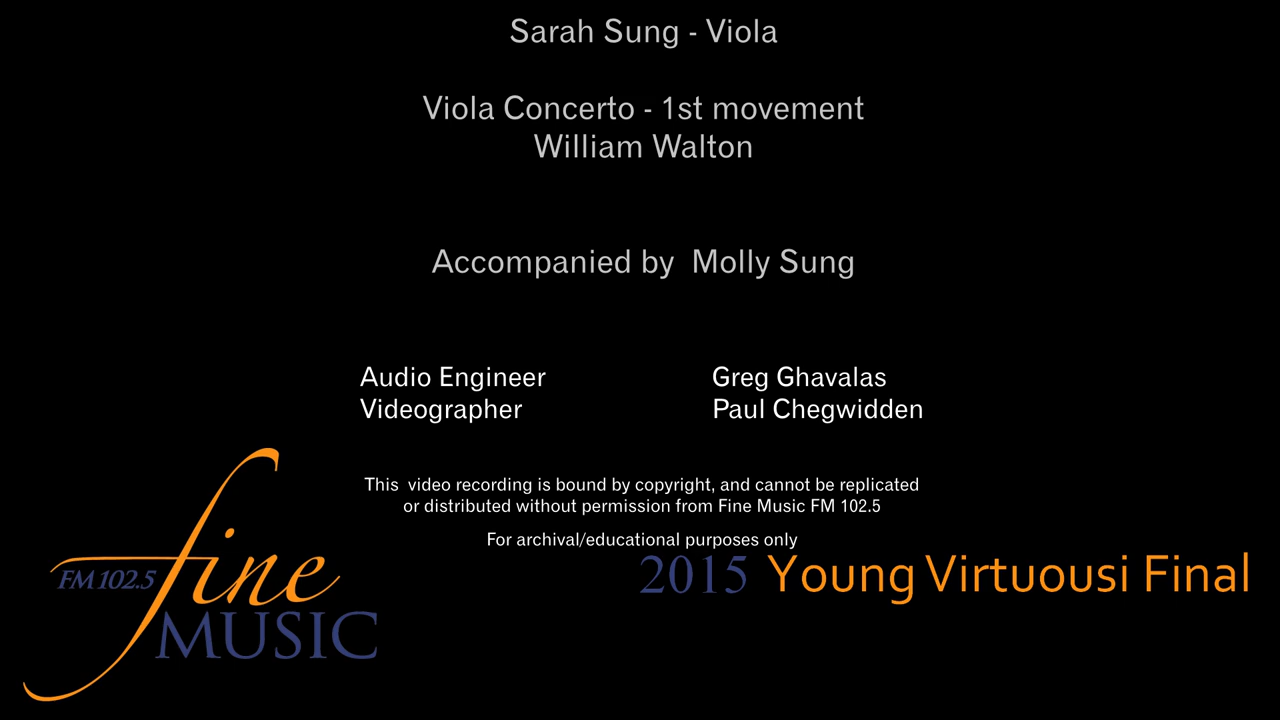 Sarah Sung - Viola
Viola Concerto - 1st movement
William Walton
Accompanied by  Molly Sung
Audio Engineer Greg Ghavalas
Videographer Paul Chegwidden
This  video recording is bound by copyright, and cannot be replicated
or distributed without permission from Fine Music FM 102.5
For archival/educational purposes only
FM 102.5 fine
MUSIC
2015 Young Virtuousi Final